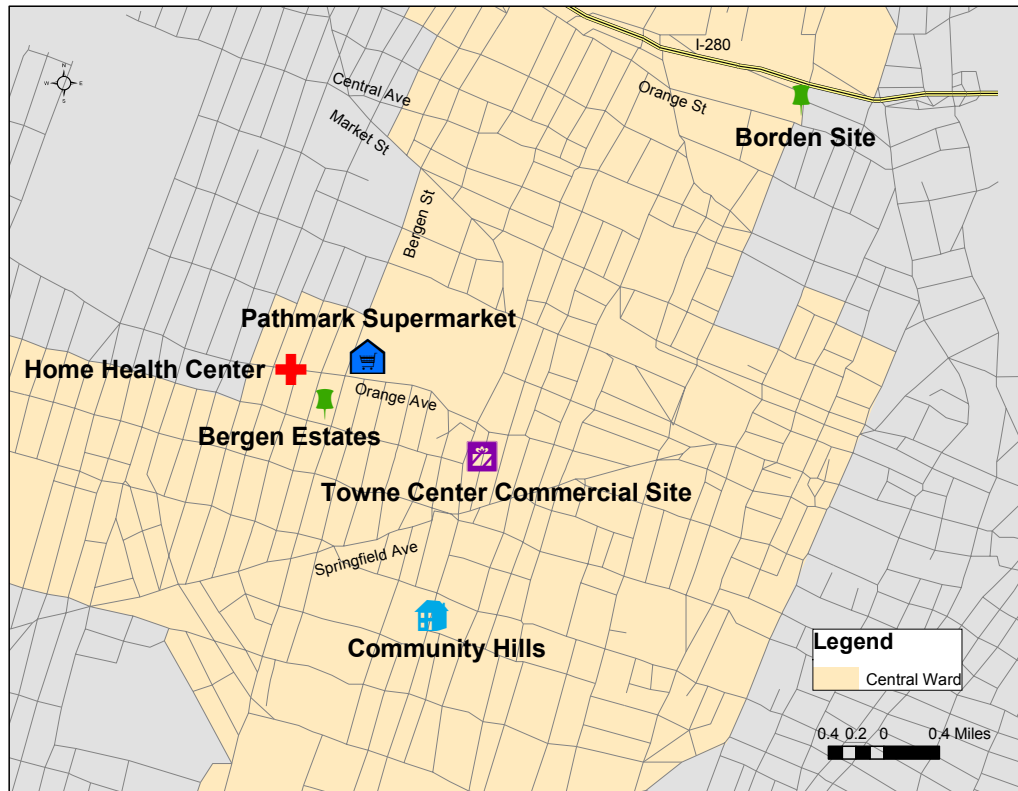 I-280
N
W E
S
Central Ave
Orange St
Market St
Borden Site
Bergen St
Pathmark Supermarket
Home Health Center
Orange Ave
Bergen Estates
Towne Center Commercial Site
Springfield Ave
Community Hills
Legend
Central Ward
0.4 0.2 0 0.4 Miles